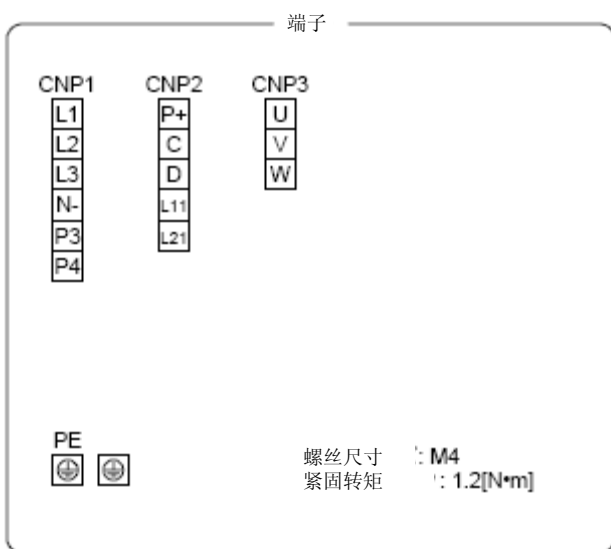 端子
CNP1 CNP2 CNP3
L1 P+ U
L2 C V
L3 D W
N- L11
P3 L21
P4
PE
螺丝尺寸 : M4
紧固转矩 : 1.2[N•m]